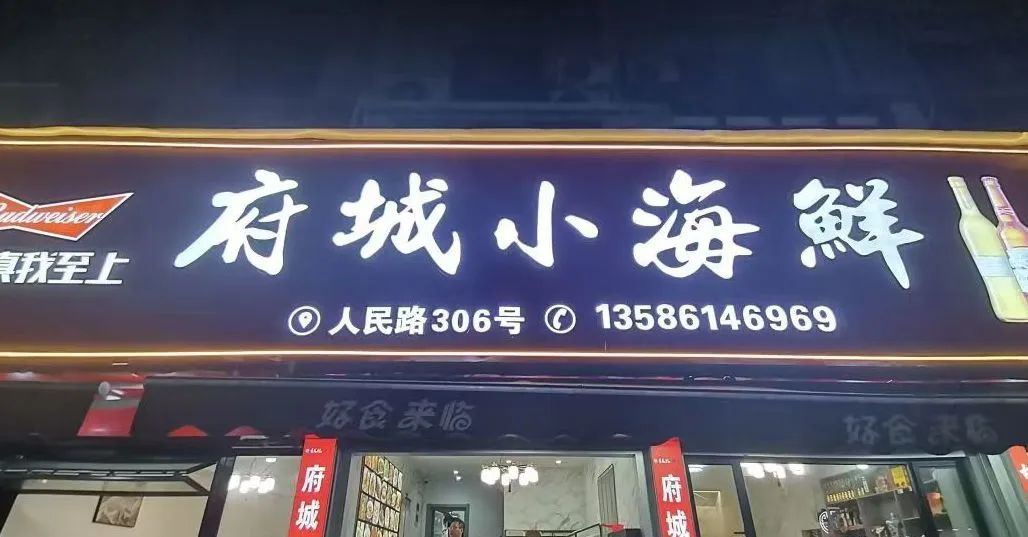 府城小海鮮
Budweiser
真我至上
人民路306号 13586146969
好食来临
好食来临
府城
府城